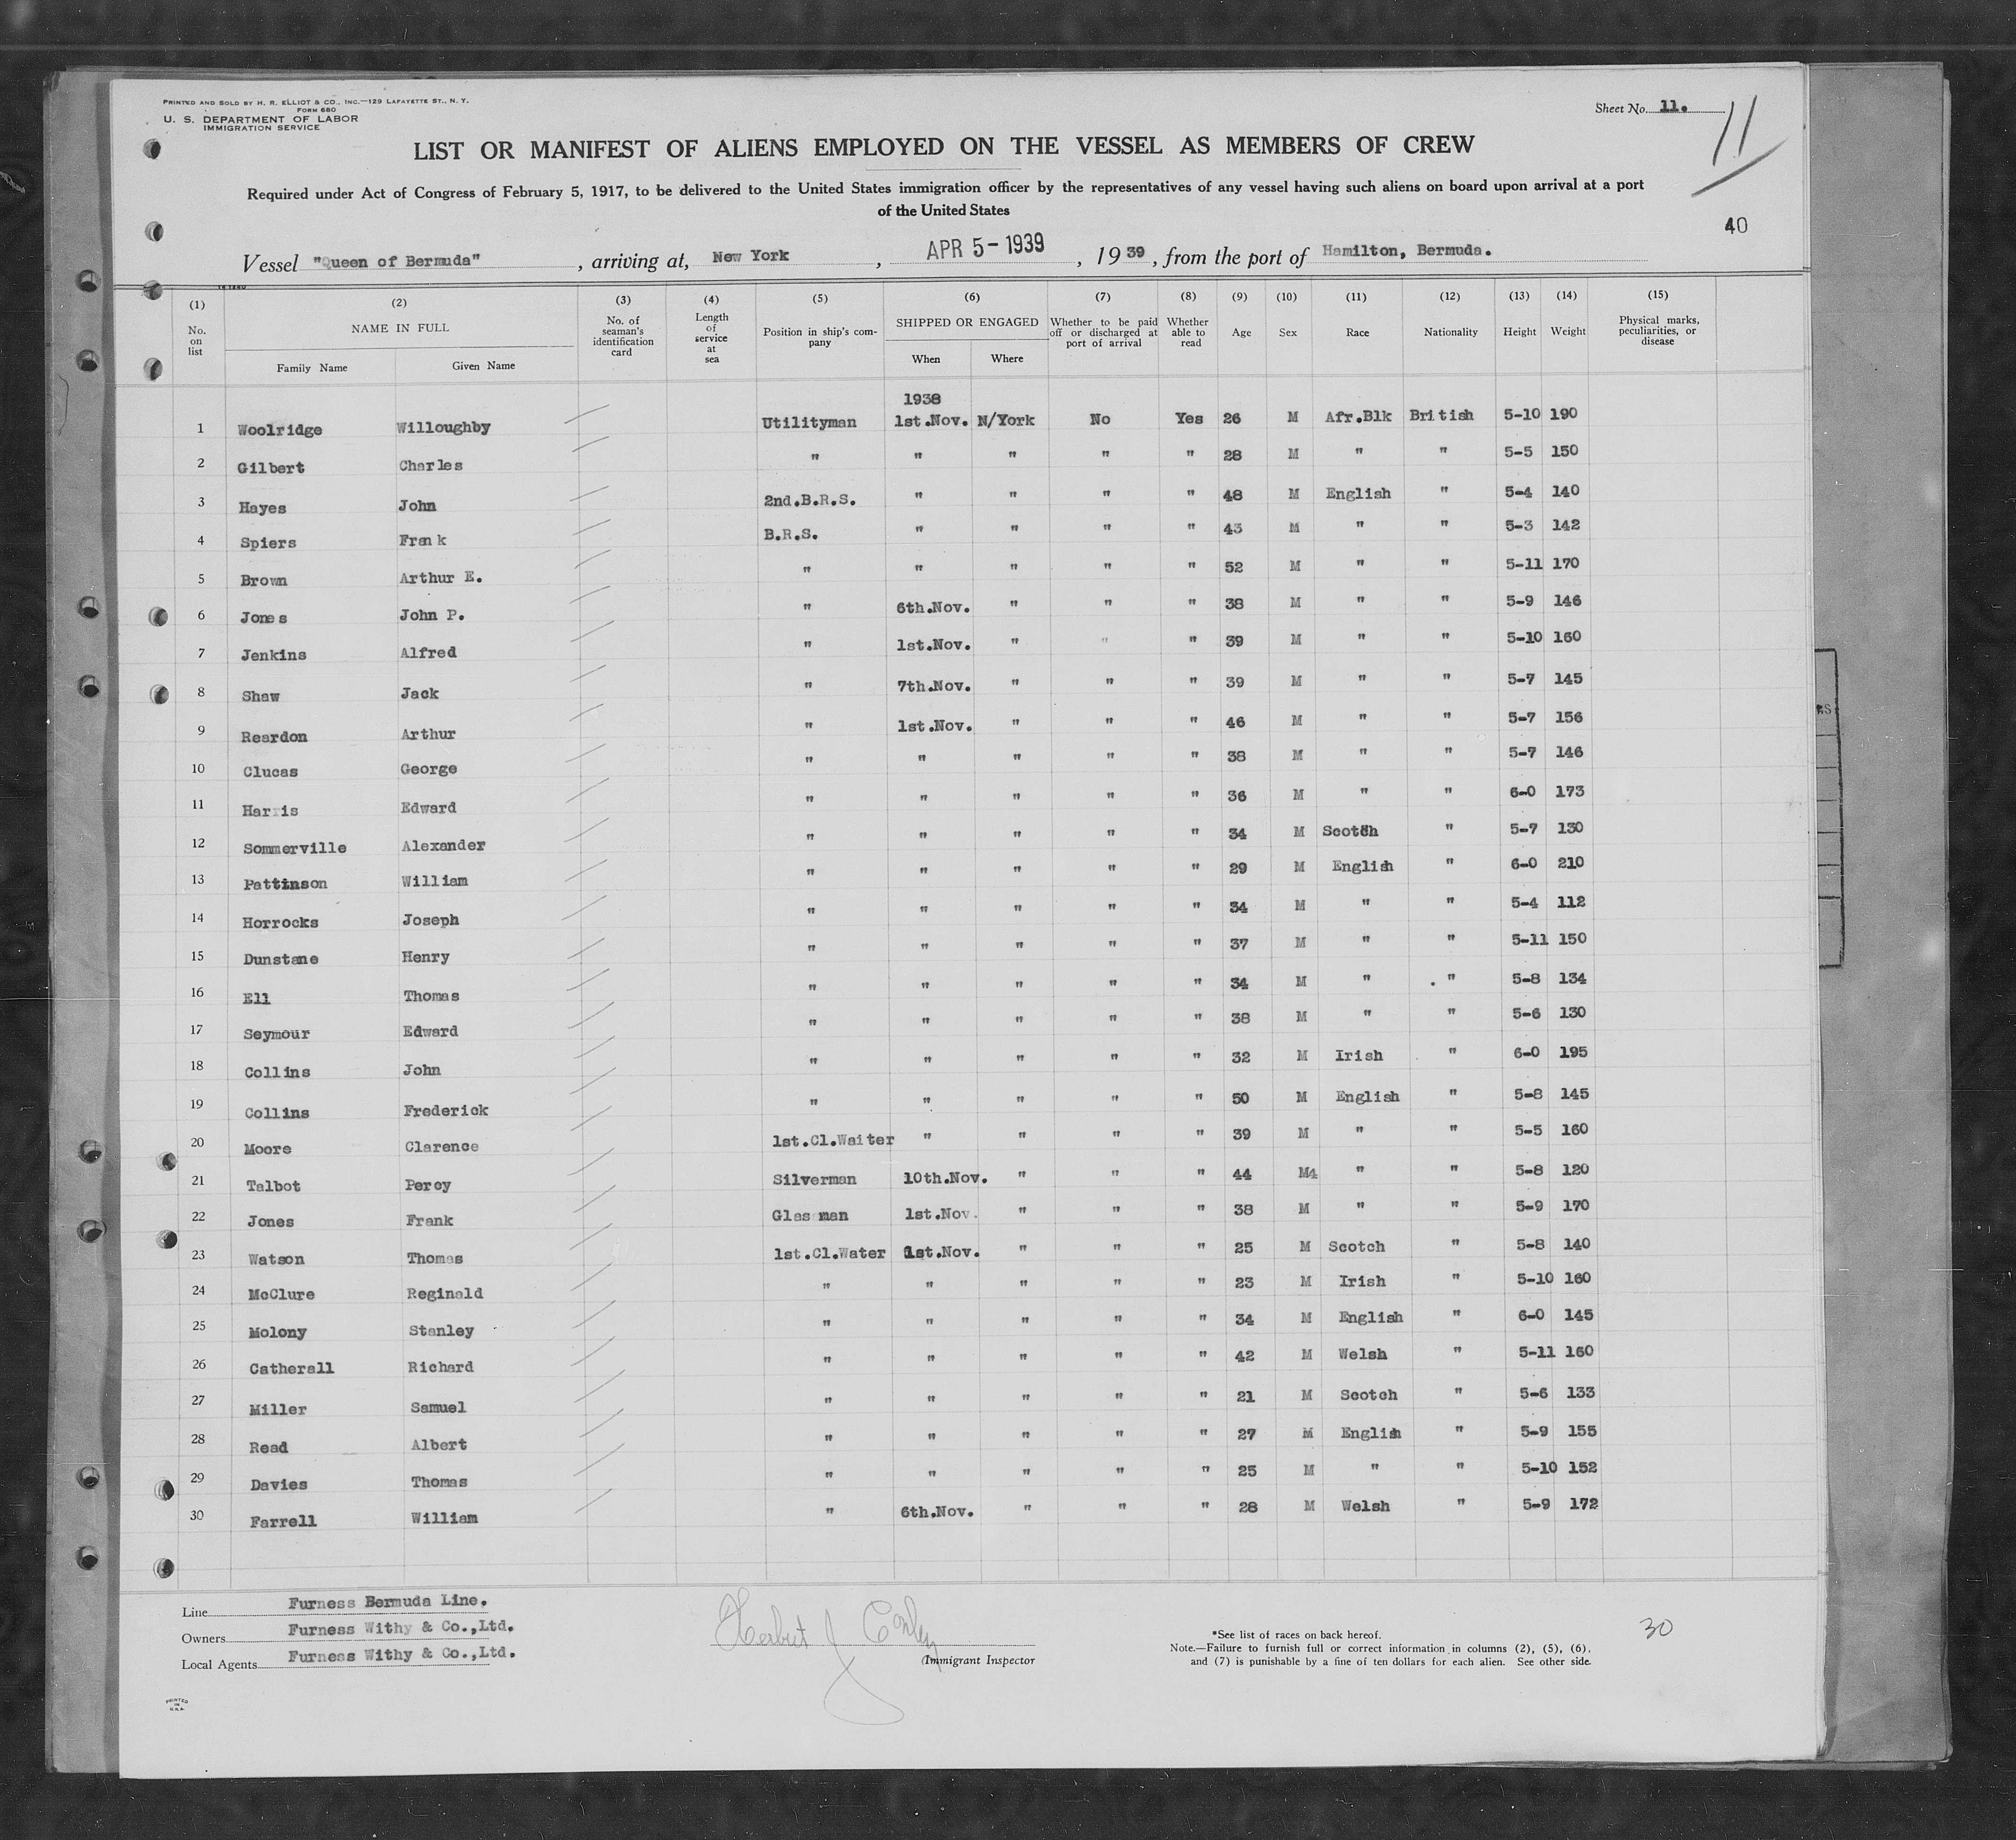 PRINTED AND SOLD BY H. R. ELLIOT & CO., INC.—129 LAFAYETTE ST., N. Y.
FORM 680
U. S. DEPARTMENT OF LABOR
IMMIGRATION SERVICE
Sheet No. 11.
11
LIST OR MANIFEST OF ALIENS EMPLOYED ON THE VESSEL AS MEMBERS OF CREW
Required under Act of Congress of February 5, 1917, to be delivered to the United States immigration officer by the representatives of any vessel having such aliens on board upon arrival at a port
of the United States
40
Vessel "Queen of Bermuda", arriving at, New York, APR 5-1939, 1939, from the port of Hamilton, Bermuda.
(1) (2) (3) (4) (5) (6) (7) (8) (9) (10) (11) (12) (13) (14) (15)
No. on list NAME IN FULL Family Name Given Name No. of seaman's identification card Length of service at sea Position in ship's company SHIPPED OR ENGAGED When Where Whether to be paid off or discharged at port of arrival Whether able to read Age Sex Race Nationality Height Weight Physical marks, peculiarities, or disease
1938
1 Woolridge Willoughby Utilityman 1st.Nov. N/York No Yes 26 M Afr.Blk British 5-10 190
2 Gilbert Charles " " " " " 28 M " " 5-5 150
3 Hayes John 2nd.B.R.S. " " " " 48 M English " 5-4 140
4 Spiers Frank B.R.S. " " " " 43 M " " 5-3 142
5 Brown Arthur E. " " " " " 52 M " " 5-11 170
6 Jones John P. " 6th.Nov. " " " 38 M " " 5-9 146
7 Jenkins Alfred " 1st.Nov. " " " 39 M " " 5-10 160
8 Shaw Jack " 7th.Nov. " " " 39 M " " 5-7 145
9 Reardon Arthur " 1st.Nov. " " " 46 M " " 5-7 156
10 Clucas George " " " " " 38 M " " 5-7 146
11 Harris Edward " " " " " 36 M " " 6-0 173
12 Sommerville Alexander " " " " " 34 M Scotch " 5-7 130
13 Pattinson William " " " " " 29 M English " 6-0 210
14 Horrocks Joseph " " " " " 34 M " " 5-4 112
15 Dunstane Henry " " " " " 37 M " " 5-11 150
16 Ell Thomas " " " " " 34 M " " 5-8 134
17 Seymour Edward " " " " " 38 M " " 5-6 130
18 Collins John " " " " " 32 M Irish " 6-0 195
19 Collins Frederick " " " " " 50 M English " 5-8 145
20 Moore Clarence 1st.Cl.Waiter " " " " 39 M " " 5-5 160
21 Talbot Percy Silverman 10th.Nov. " " " 44 M4 " " 5-8 120
22 Jones Frank Glassman 1st.Nov. " " " 38 M " " 5-9 170
23 Watson Thomas 1st.Cl.Water 1st.Nov. " " " 25 M Scotch " 5-8 140
24 McClure Reginald " " " " " 23 M Irish " 5-10 160
25 Molony Stanley " " " " " 34 M English " 6-0 145
26 Catherall Richard " " " " " 42 M Welsh " 5-11 160
27 Miller Samuel " " " " " 21 M Scotch " 5-6 133
28 Read Albert " " " " " 27 M English " 5-9 155
29 Davies Thomas " " " " " 25 M " " 5-10 152
30 Farrell William " 6th.Nov. " " " 28 M Welsh " 5-9 172
Line Furness Bermuda Line.
Owners Furness Withy & Co.,Ltd.
Local Agents Furness Withy & Co.,Ltd.
Herbert J Conley
Immigrant Inspector
*See list of races on back hereof.
Note.—Failure to furnish full or correct information in columns (2), (5), (6),
and (7) is punishable by a fine of ten dollars for each alien. See other side.
30
PRINTED
IN
U.S.A.